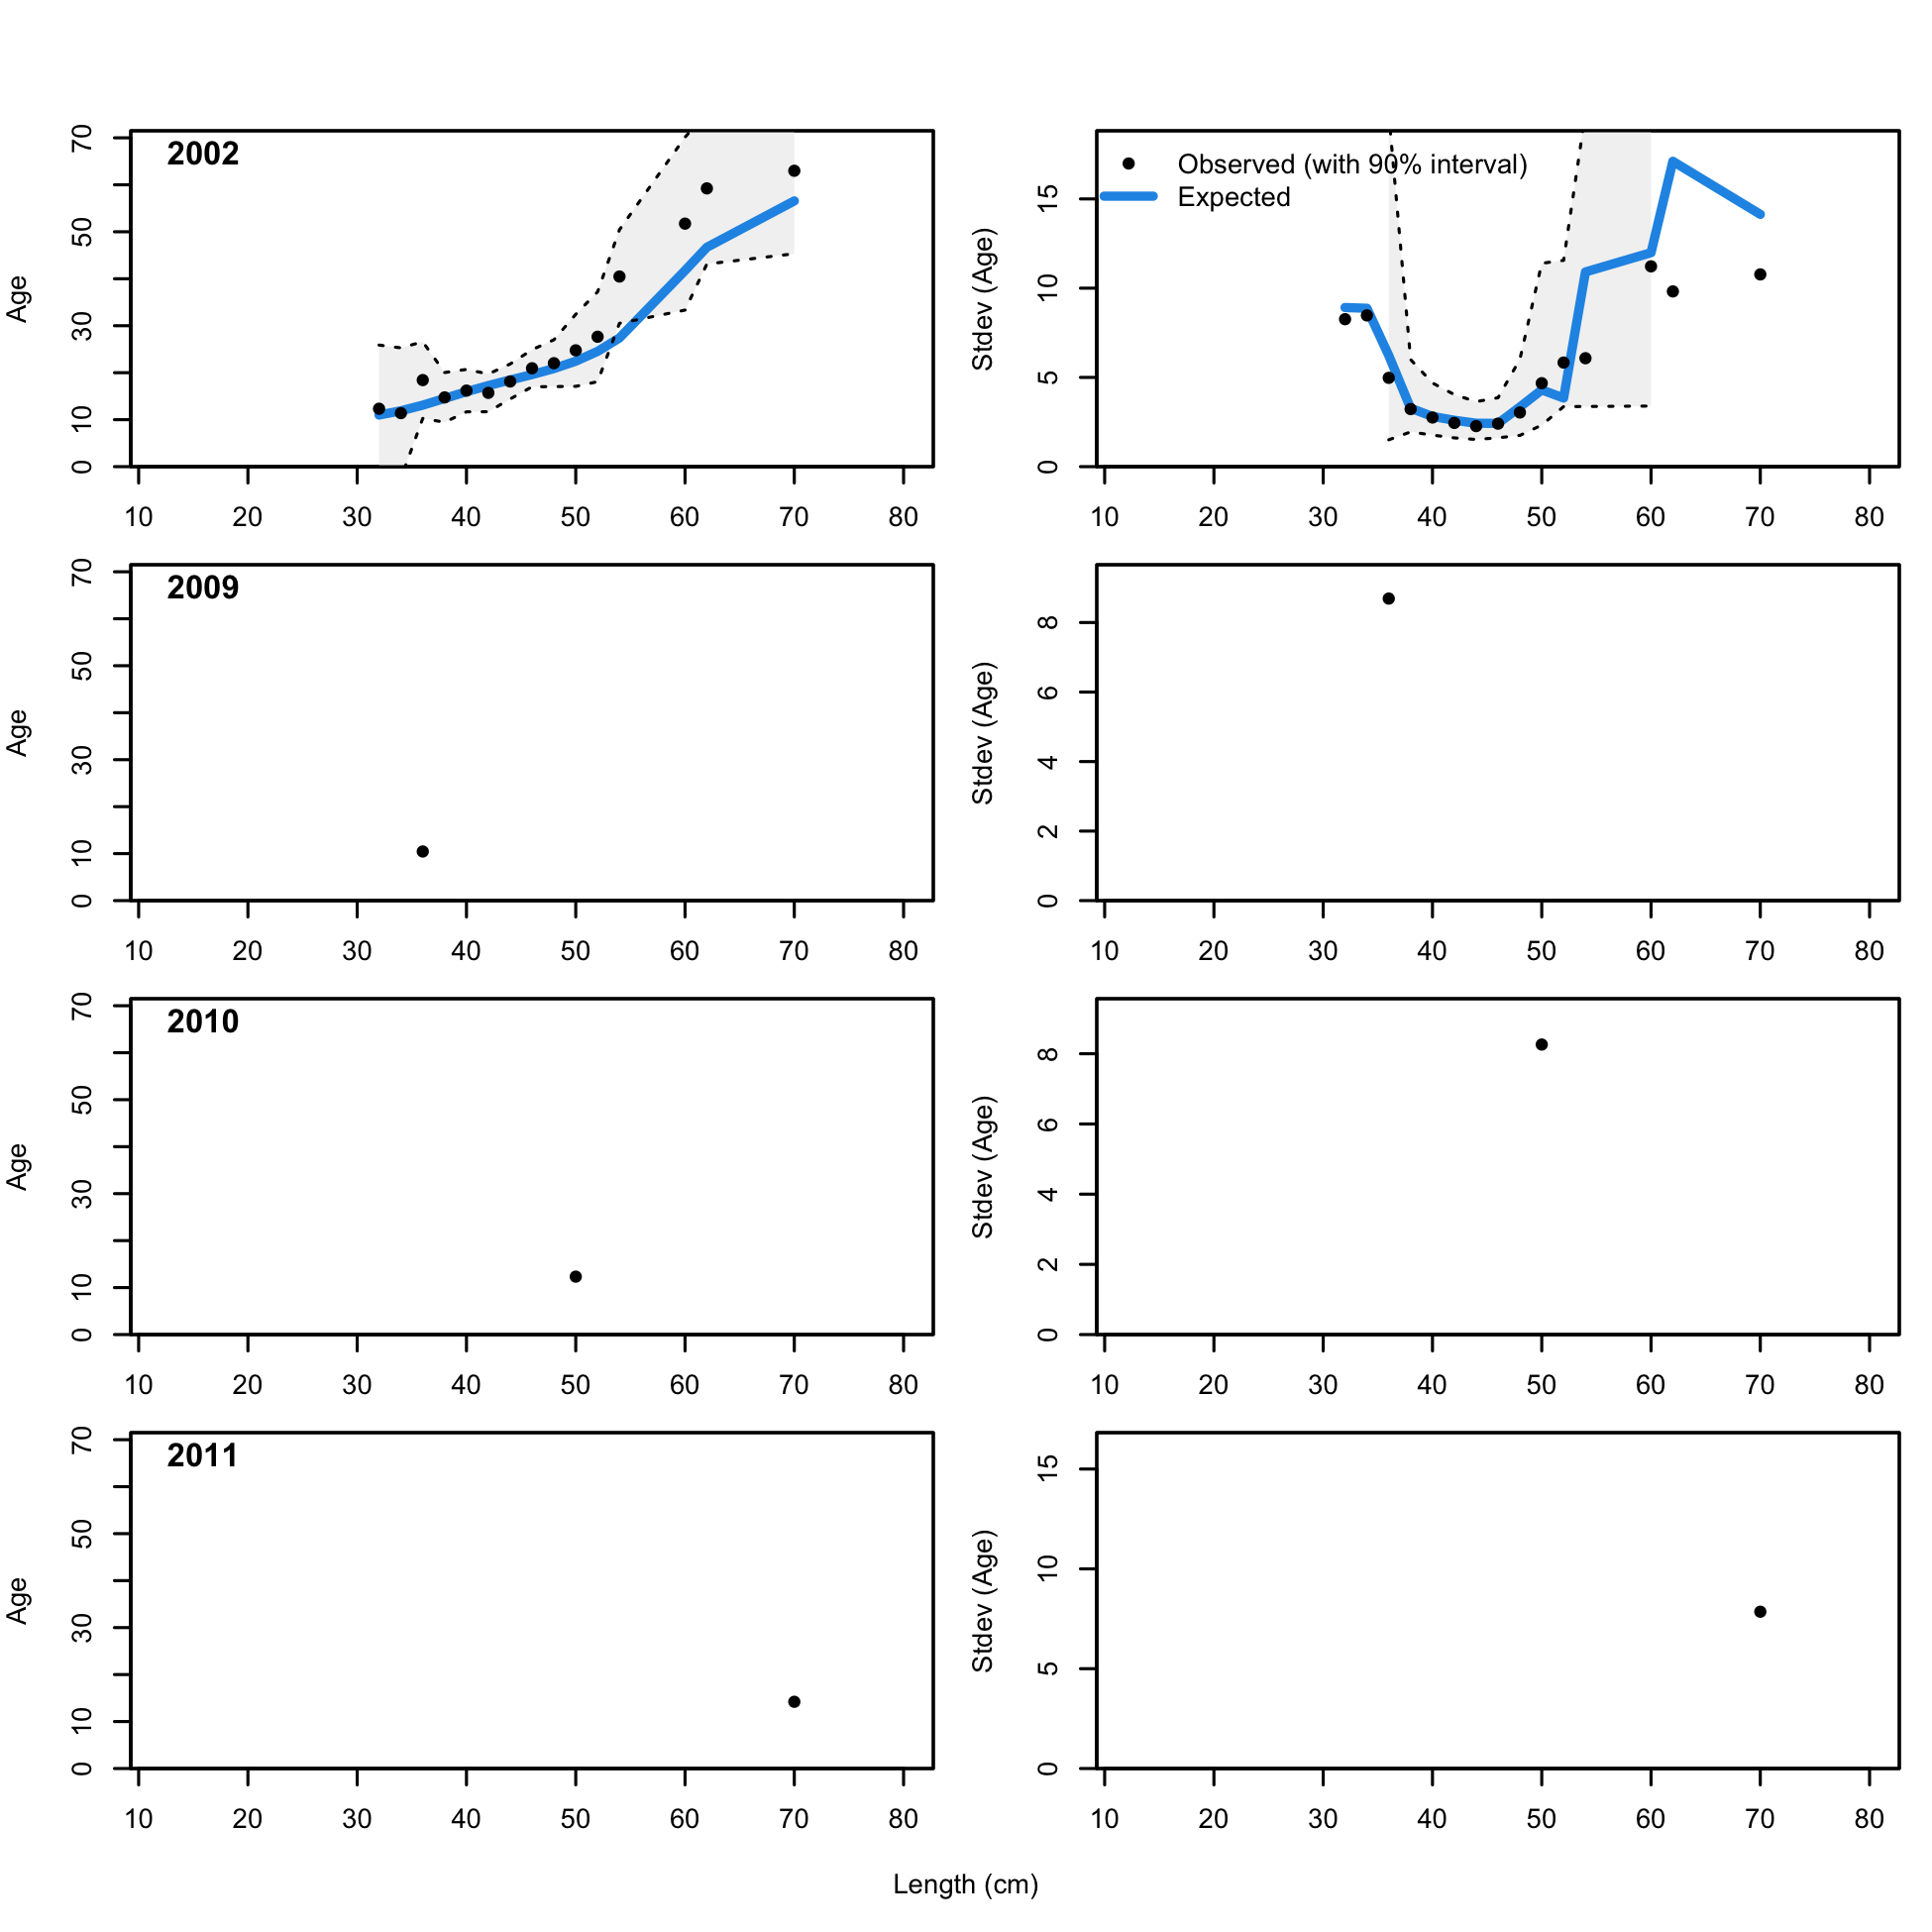 2002
Age
0 10 30 50 70
10 20 30 40 50 60 70 80
Observed (with 90% interval)
Expected
Stdev (Age)
0 5 10 15
10 20 30 40 50 60 70 80
2009
Age
0 10 30 50 70
10 20 30 40 50 60 70 80
Stdev (Age)
0 2 4 6 8
10 20 30 40 50 60 70 80
2010
Age
0 10 30 50 70
10 20 30 40 50 60 70 80
Stdev (Age)
0 2 4 6 8
10 20 30 40 50 60 70 80
2011
Age
0 10 30 50 70
10 20 30 40 50 60 70 80
Stdev (Age)
0 5 10 15
10 20 30 40 50 60 70 80
Length (cm)